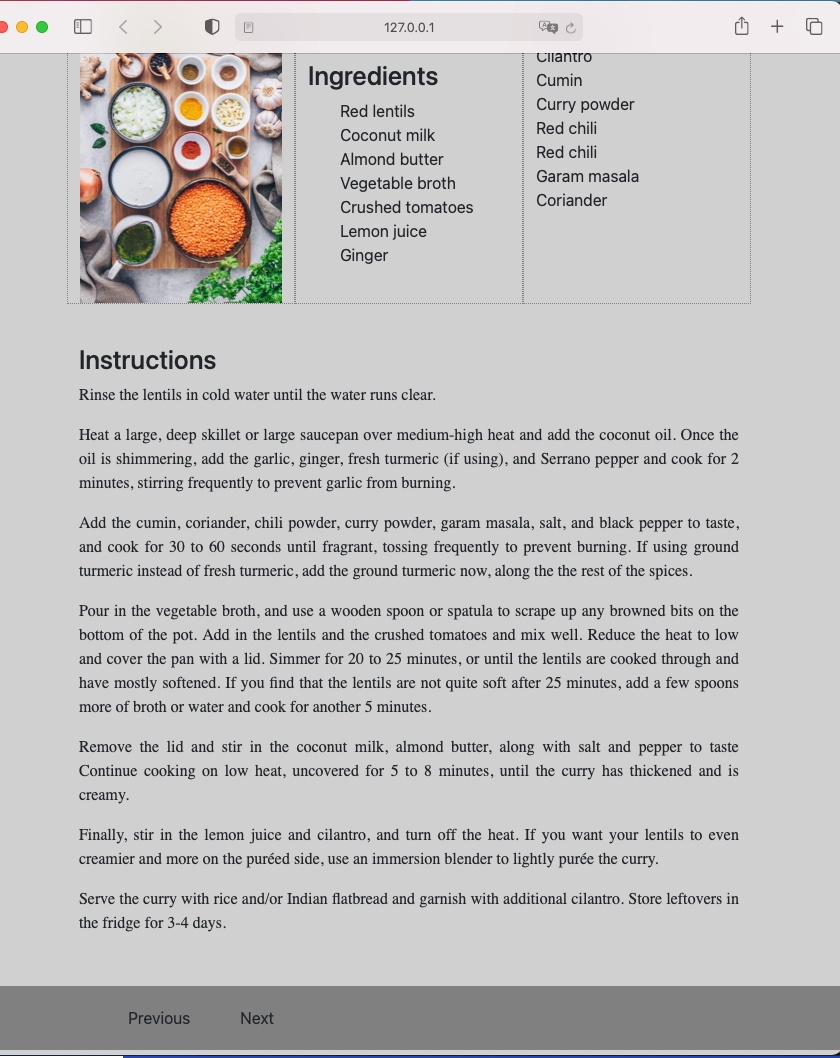 127.0.0.1
Ingredients
Red lentils
Coconut milk
Almond butter
Vegetable broth
Crushed tomatoes
Lemon juice
Ginger
Cilantro
Cumin
Curry powder
Red chili
Red chili
Garam masala
Coriander
Instructions
Rinse the lentils in cold water until the water runs clear.
Heat a large, deep skillet or large saucepan over medium-high heat and add the coconut oil. Once the
oil is shimmering, add the garlic, ginger, fresh turmeric (if using), and Serrano pepper and cook for 2
minutes, stirring frequently to prevent garlic from burning.
Add the cumin, coriander, chili powder, curry powder, garam masala, salt, and black pepper to taste,
and cook for 30 to 60 seconds until fragrant, tossing frequently to prevent burning. If using ground
turmeric instead of fresh turmeric, add the ground turmeric now, along the the rest of the spices.
Pour in the vegetable broth, and use a wooden spoon or spatula to scrape up any browned bits on the
bottom of the pot. Add in the lentils and the crushed tomatoes and mix well. Reduce the heat to low
and cover the pan with a lid. Simmer for 20 to 25 minutes, or until the lentils are cooked through and
have mostly softened. If you find that the lentils are not quite soft after 25 minutes, add a few spoons
more of broth or water and cook for another 5 minutes.
Remove the lid and stir in the coconut milk, almond butter, along with salt and pepper to taste
Continue cooking on low heat, uncovered for 5 to 8 minutes, until the curry has thickened and is
creamy.
Finally, stir in the lemon juice and cilantro, and turn off the heat. If you want your lentils to even
creamier and more on the puréed side, use an immersion blender to lightly purée the curry.
Serve the curry with rice and/or Indian flatbread and garnish with additional cilantro. Store leftovers in
the fridge for 3-4 days.
Previous
Next